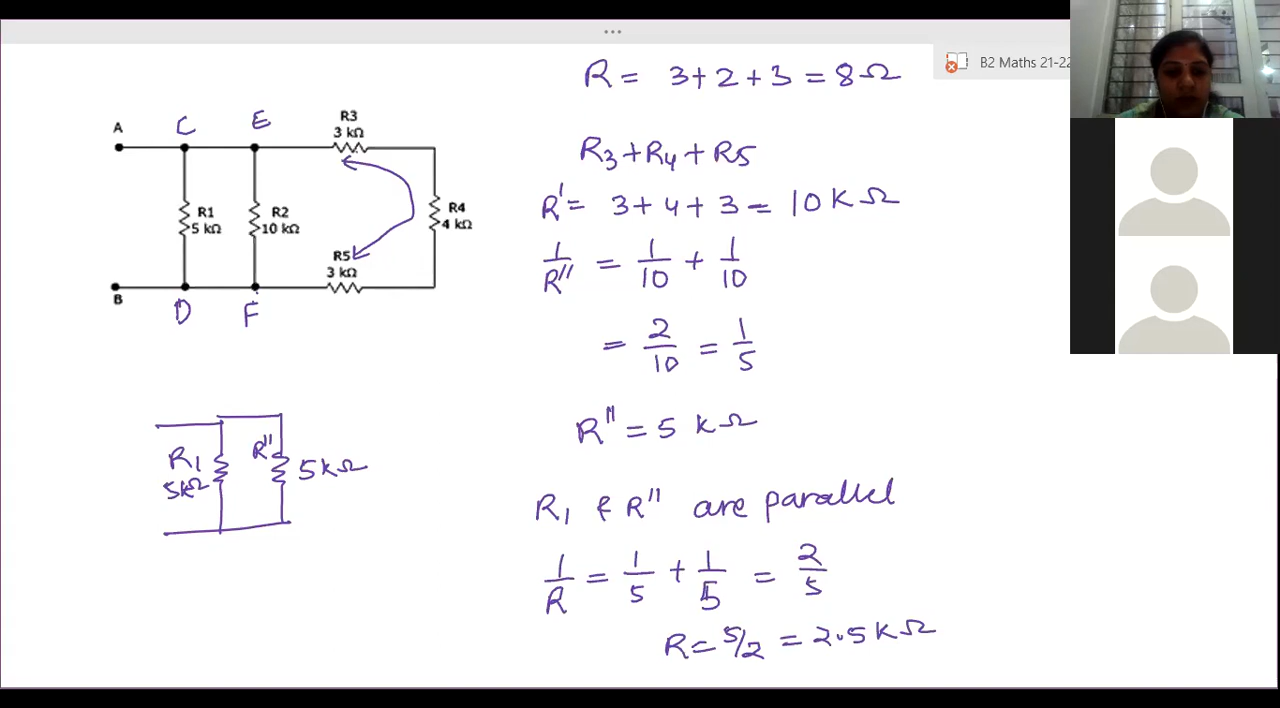 ...
B2 Maths 21-22
R = 3+2+3 = 8Ω
A
C
E
R3
3 kΩ
R1
5 kΩ
R2
10 kΩ
R4
4 kΩ
R5
3 kΩ
B
D
F
R3+R4+R5
R' = 3+4+3 = 10KΩ
1/R'' = 1/10 + 1/10
= 2/10 = 1/5
R'' = 5 kΩ
R1
5kΩ
R''
5kΩ
R1 & R'' are parallel
1/R = 1/5 + 1/5 = 2/5
R = 5/2 = 2.5kΩ